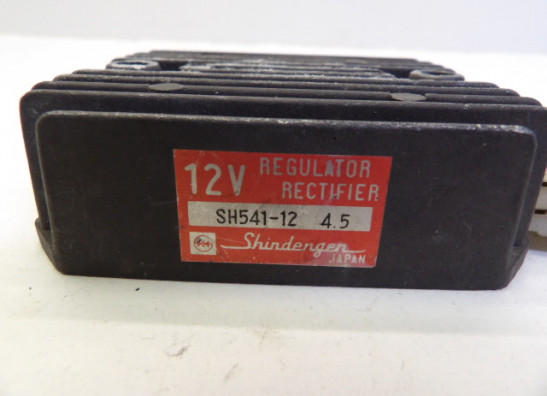 12V REGULATOR
RECTIFIER
SH541-12 4.5
Shindengen
JAPAN